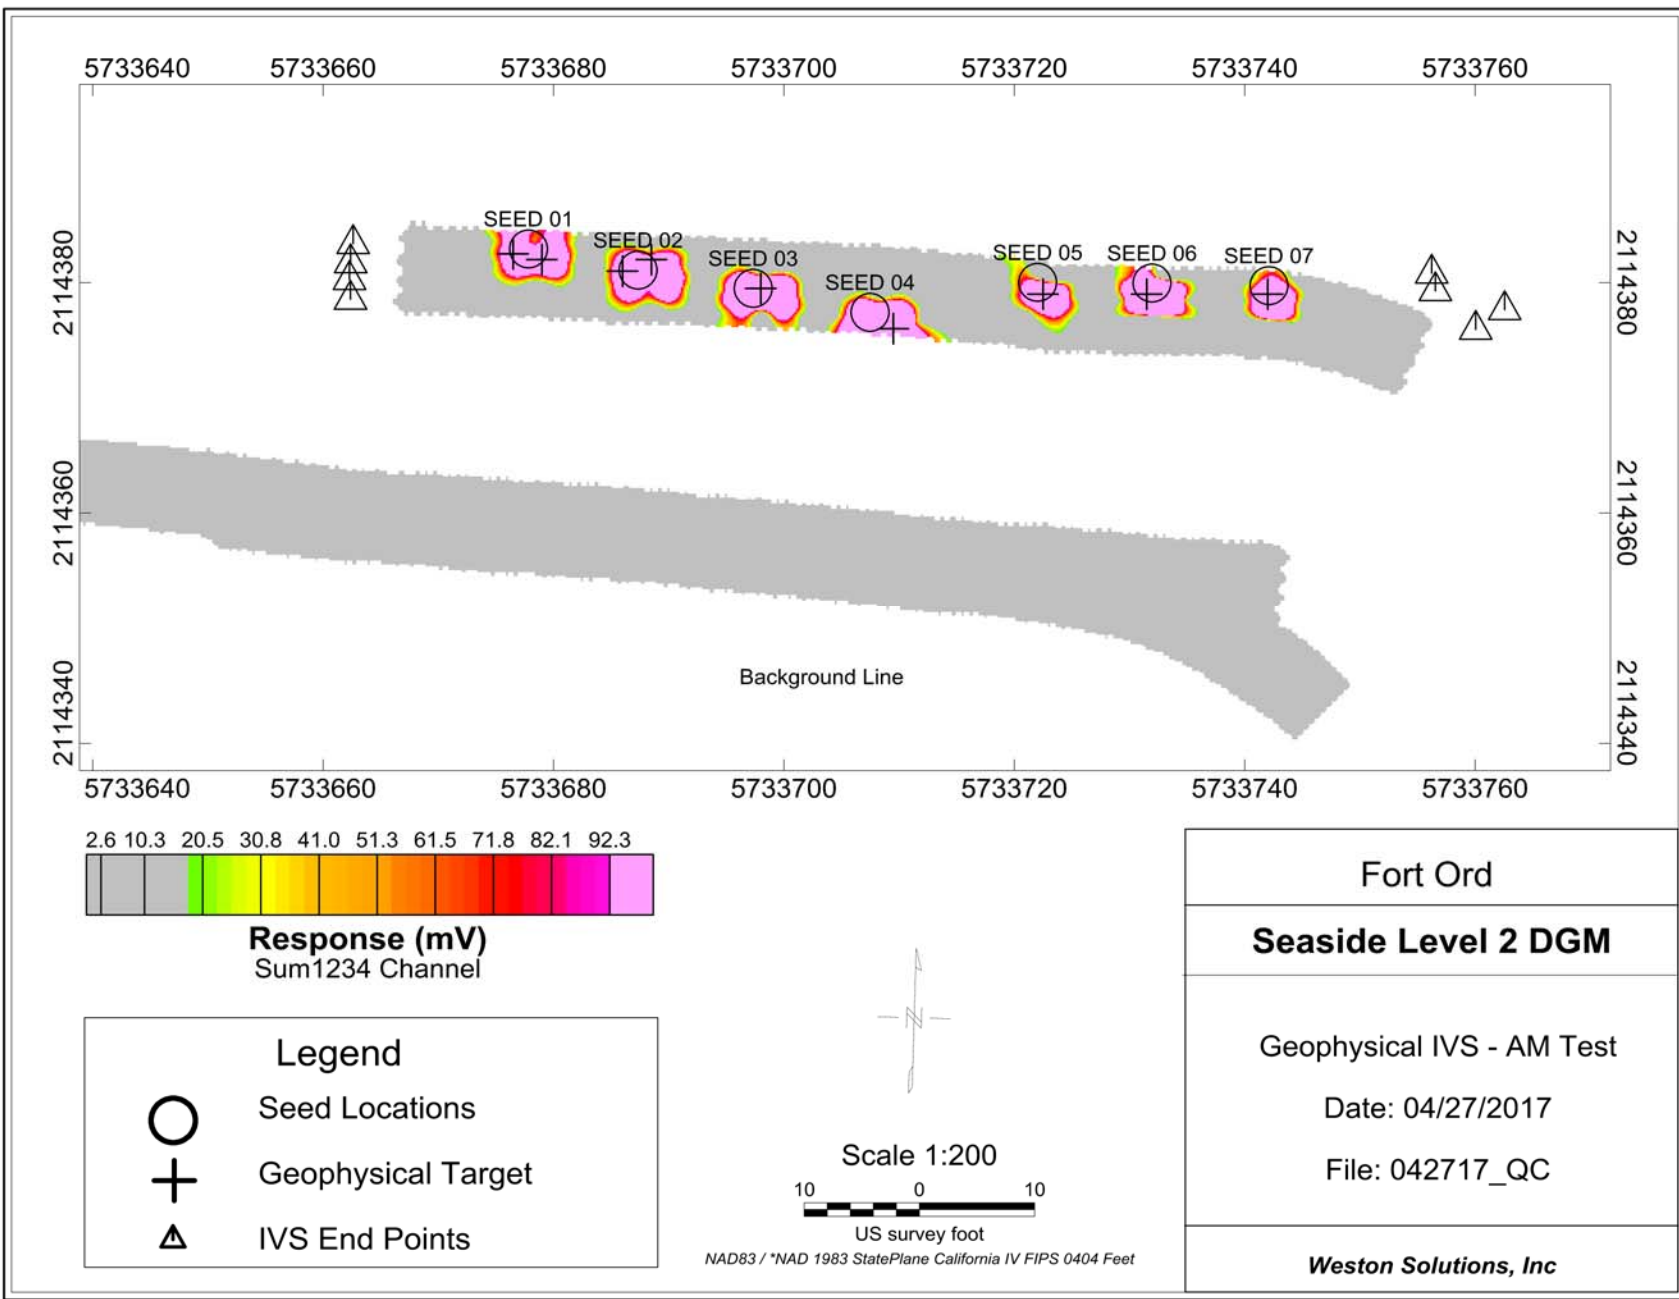 5733640 5733660 5733680 5733700 5733720 5733740 5733760
2114380 2114380
SEED 01
SEED 02
SEED 03
SEED 04
SEED 05
SEED 06
SEED 07
2114360 2114360
2114340 2114340
Background Line
5733640 5733660 5733680 5733700 5733720 5733740 5733760
2.6 10.3 20.5 30.8 41.0 51.3 61.5 71.8 82.1 92.3
Response (mV)
Sum1234 Channel
Legend
Seed Locations
Geophysical Target
IVS End Points
N
Scale 1:200
10 0 10
US survey foot
NAD83 / *NAD 1983 StatePlane California IV FIPS 0404 Feet
Fort Ord
Seaside Level 2 DGM
Geophysical IVS - AM Test
Date: 04/27/2017
File: 042717_QC
Weston Solutions, Inc